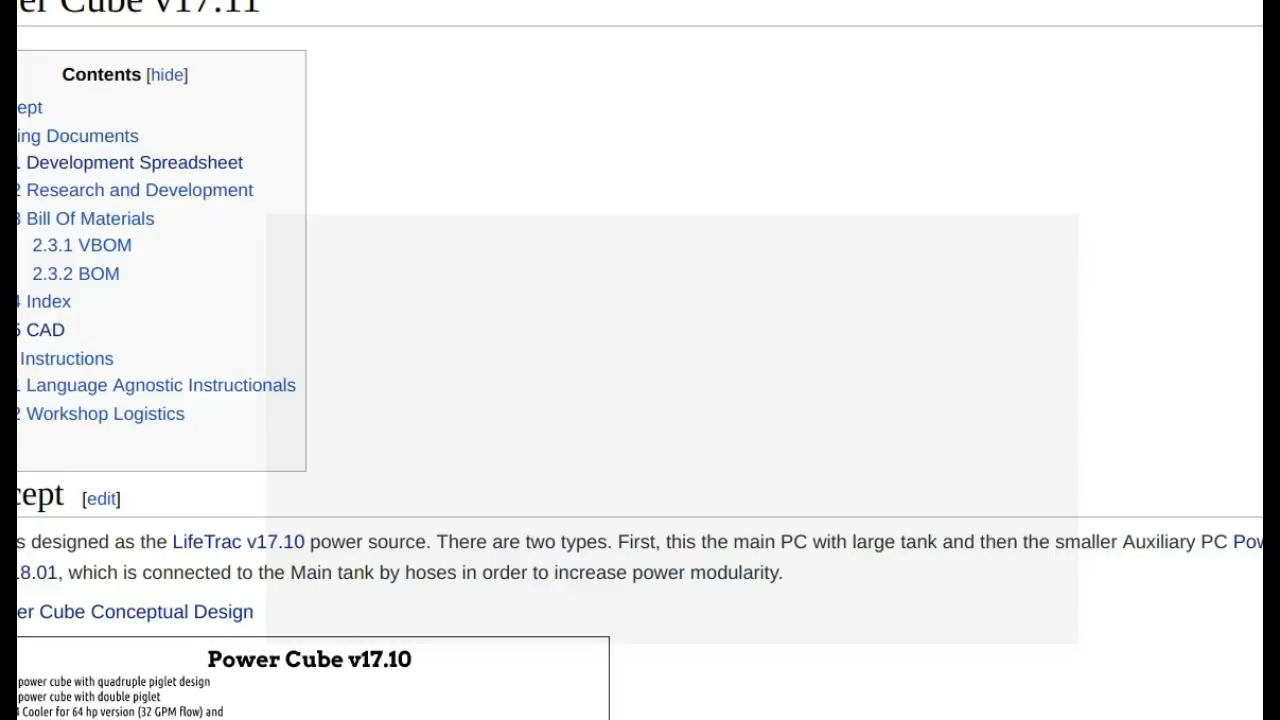 er Cube v17.11
Contents [hide]
ept
ing Documents
1 Development Spreadsheet
2 Research and Development
3 Bill Of Materials
2.3.1 VBOM
2.3.2 BOM
4 Index
5 CAD
Instructions
1 Language Agnostic Instructionals
2 Workshop Logistics
cept [edit]
s designed as the LifeTrac v17.10 power source. There are two types. First, this the main PC with large tank and then the smaller Auxiliary PC Pow
18.01, which is connected to the Main tank by hoses in order to increase power modularity.
er Cube Conceptual Design
Power Cube v17.10
power cube with quadruple piglet design
power cube with double piglet
Cooler for 64 hp version (32 GPM flow) and